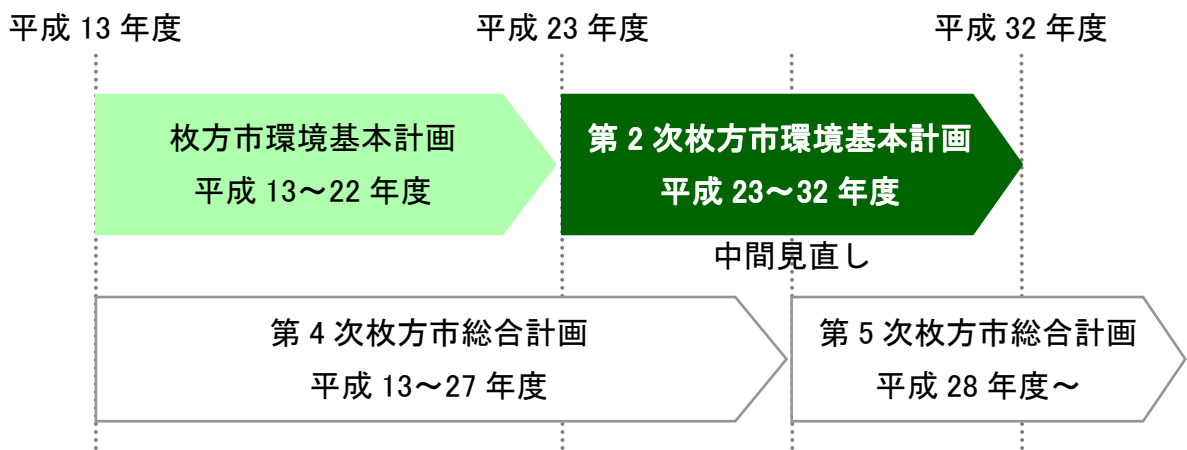 平成 13 年度
平成 23 年度
平成 32 年度
枚方市環境基本計画
平成 13～22 年度
第 2 次枚方市環境基本計画
平成 23～32 年度
中間見直し
第 4 次枚方市総合計画
平成 13～27 年度
第 5 次枚方市総合計画
平成 28 年度～